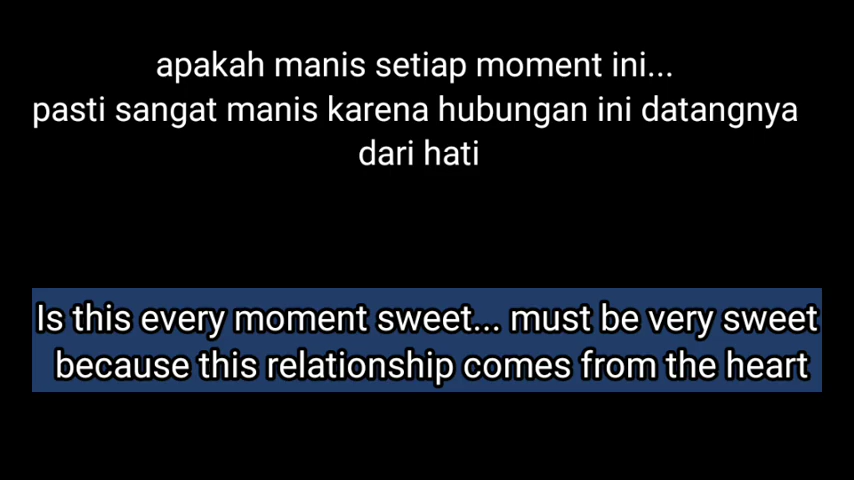 apakah manis setiap moment ini...
pasti sangat manis karena hubungan ini datangnya
dari hati
Is this every moment sweet... must be very sweet
because this relationship comes from the heart